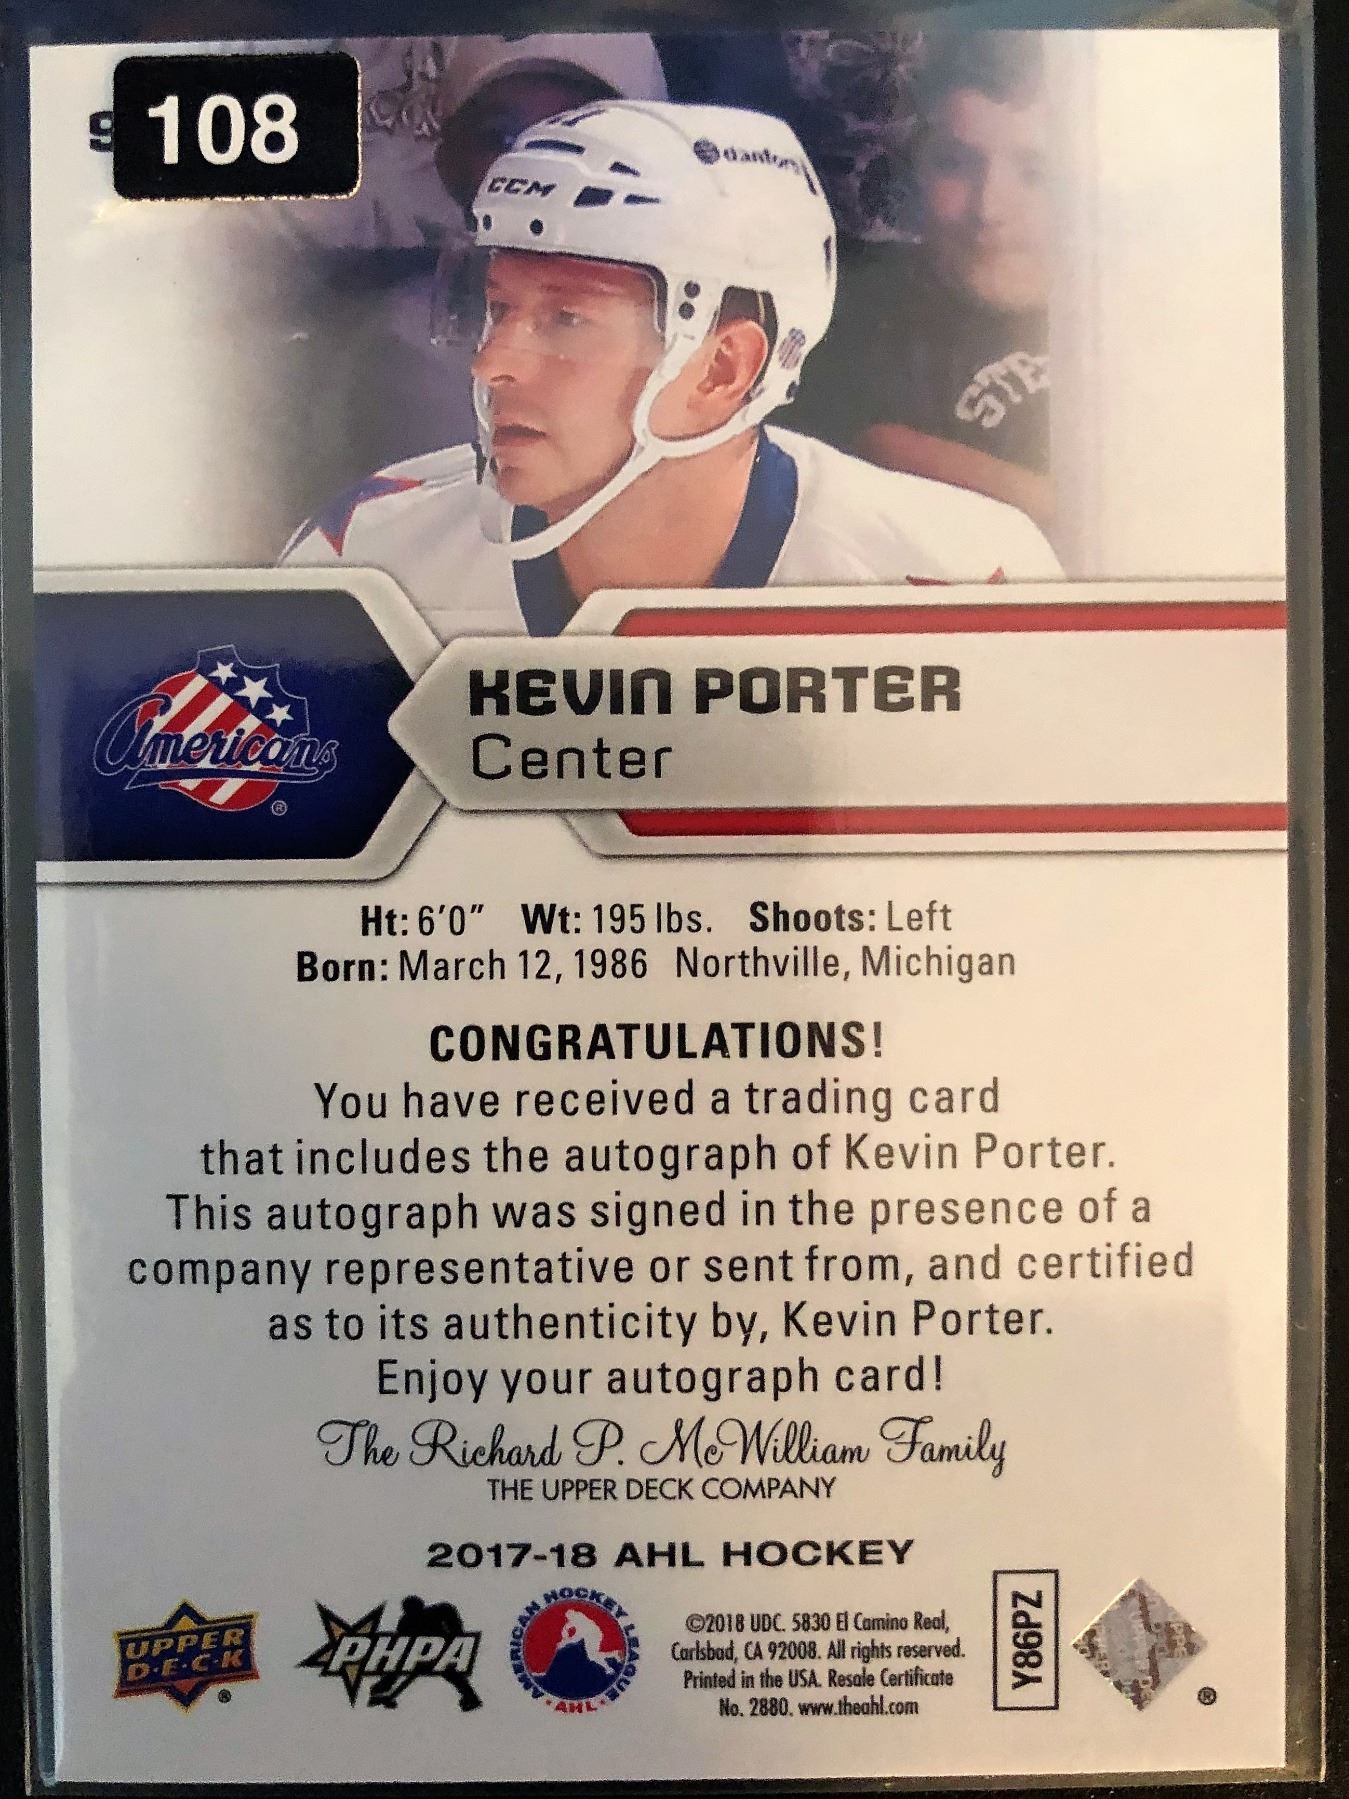 9
108
CCM
danforth
STE
Americans
®
KEVIN PORTER
Center
Ht: 6'0" Wt: 195 lbs. Shoots: Left
Born: March 12, 1986 Northville, Michigan
CONGRATULATIONS!
You have received a trading card
that includes the autograph of Kevin Porter.
This autograph was signed in the presence of a
company representative or sent from, and certified
as to its authenticity by, Kevin Porter.
Enjoy your autograph card!
The Richard P. McWilliam Family
THE UPPER DECK COMPANY
2017-18 AHL HOCKEY
UPPER
D·E·C·K
®
PHPA
AMERICAN HOCKEY LEAGUE
·AHL·
©2018 UDC. 5830 El Camino Real,
Carlsbad, CA 92008. All rights reserved.
Printed in the USA. Resale Certificate
No. 2880. www.theahl.com
Y86PZ
®